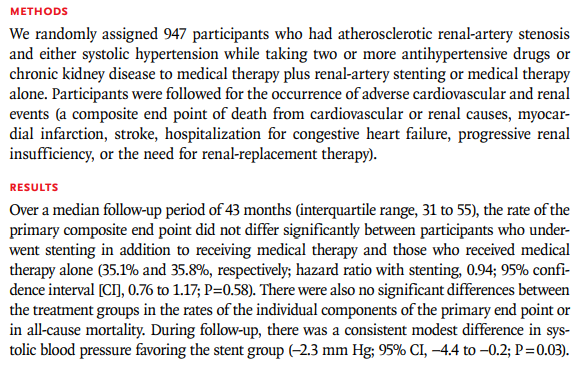 METHODS
We randomly assigned 947 participants who had atherosclerotic renal-artery stenosis
and either systolic hypertension while taking two or more antihypertensive drugs or
chronic kidney disease to medical therapy plus renal-artery stenting or medical therapy
alone. Participants were followed for the occurrence of adverse cardiovascular and renal
events (a composite end point of death from cardiovascular or renal causes, myocar-
dial infarction, stroke, hospitalization for congestive heart failure, progressive renal
insufficiency, or the need for renal-replacement therapy).
RESULTS
Over a median follow-up period of 43 months (interquartile range, 31 to 55), the rate of the
primary composite end point did not differ significantly between participants who under-
went stenting in addition to receiving medical therapy and those who received medical
therapy alone (35.1% and 35.8%, respectively; hazard ratio with stenting, 0.94; 95% confi-
dence interval [CI], 0.76 to 1.17; P=0.58). There were also no significant differences between
the treatment groups in the rates of the individual components of the primary end point or
in all-cause mortality. During follow-up, there was a consistent modest difference in sys-
tolic blood pressure favoring the stent group (−2.3 mm Hg; 95% CI, −4.4 to −0.2; P=0.03).